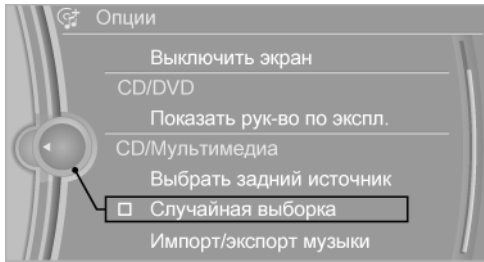 Опции
Выключить экран
CD/DVD
Показать рук-во по экспл.
CD/Мультимедиа
Выбрать задний источник
Случайная выборка
Импорт/экспорт музыки